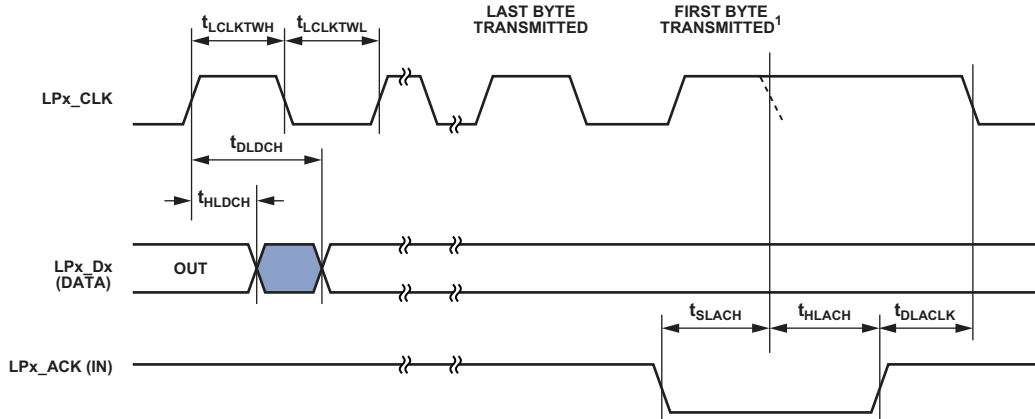 LAST BYTE
TRANSMITTED
FIRST BYTE
TRANSMITTED1
tLCLKTWH
tLCLKTWL
LPx_CLK
tDLDCH
tHLDCH
LPx_Dx
(DATA)
OUT
tSLACH
tHLACH
tDLACLK
LPx_ACK (IN)